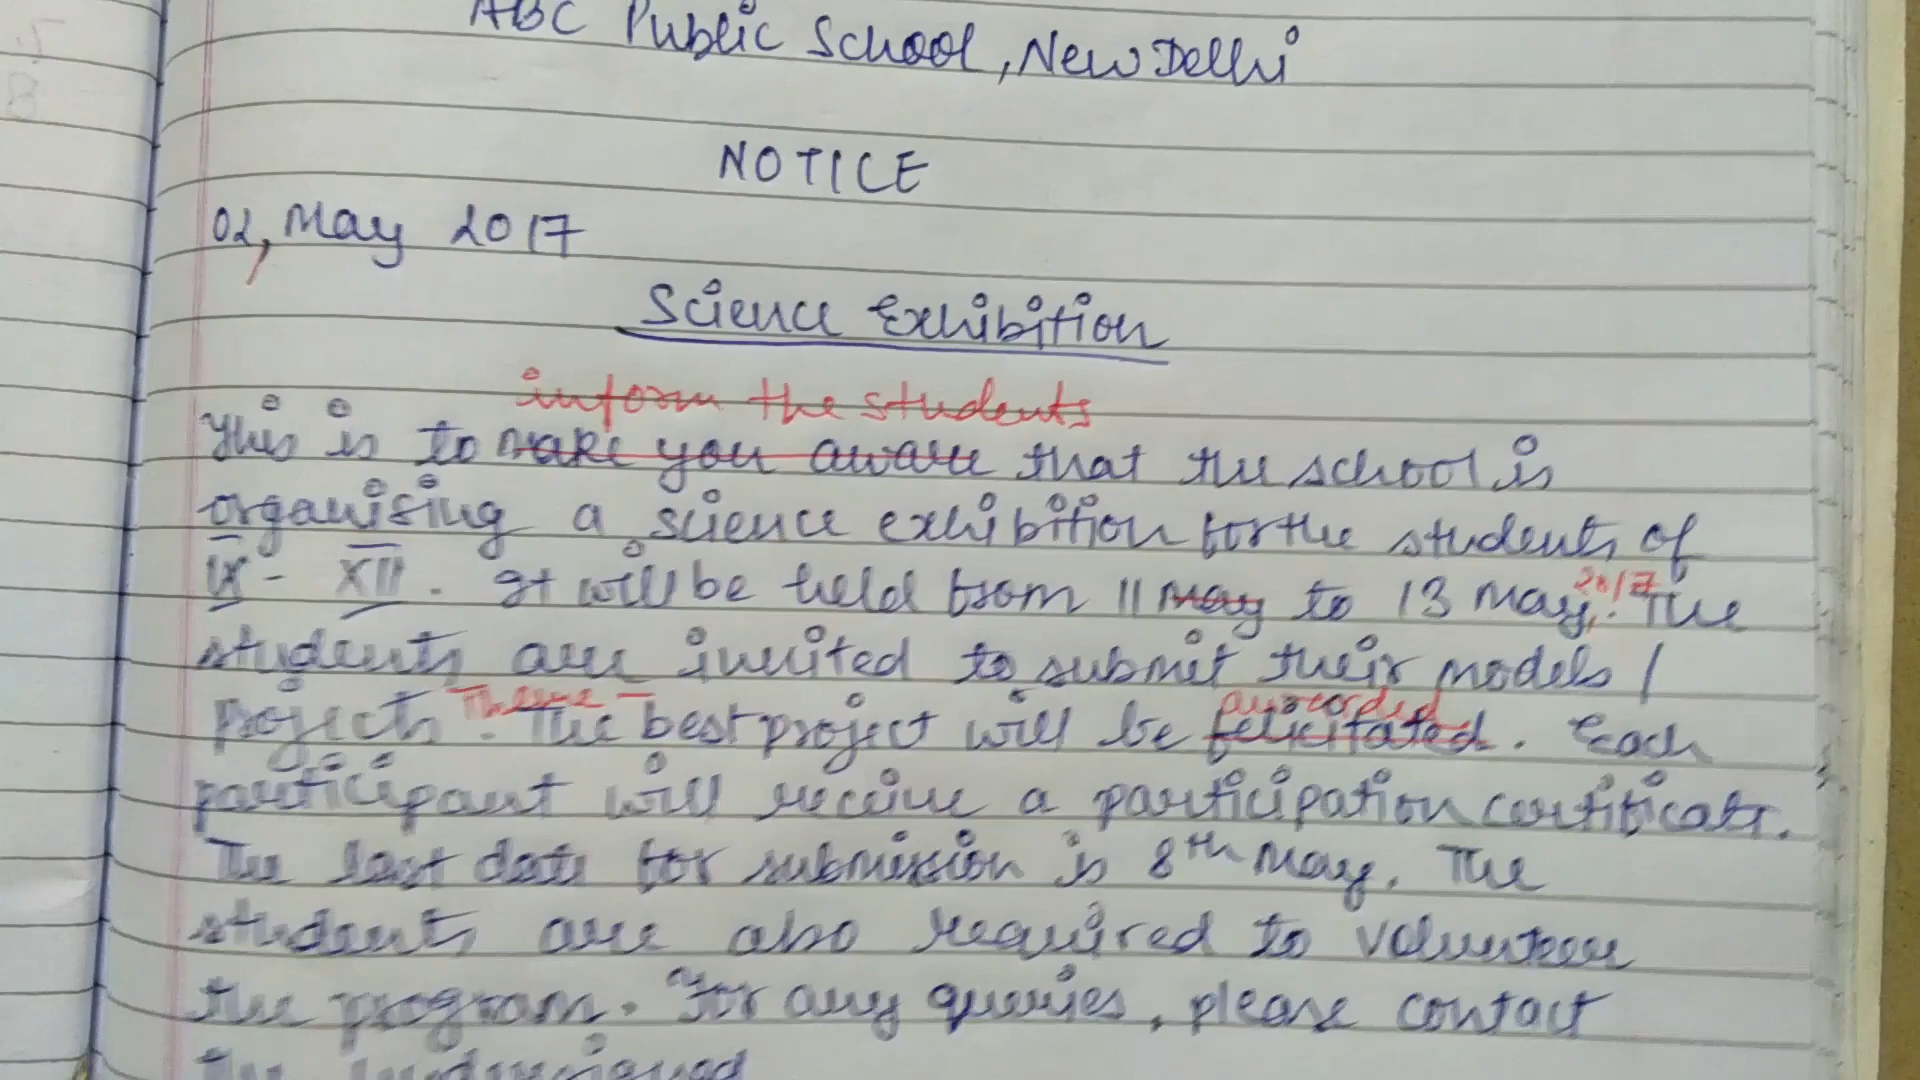 ABC Public School, New Delhi
NOTICE
02, May 2017
Science Exhibition
inform the students
This is to make you aware that the school is
organising a science exhibition for the students of
IX - XII. It will be held from 11 May to 13 May, 2017. The
students are invited to submit their models /
Theme - awarded
projects. The best project will be felicitated. Each
participant will receive a participation certificate.
The last date for submission is 8th May. The
students are also required to volunteer
the program. For any queries, please contact
the undersigned